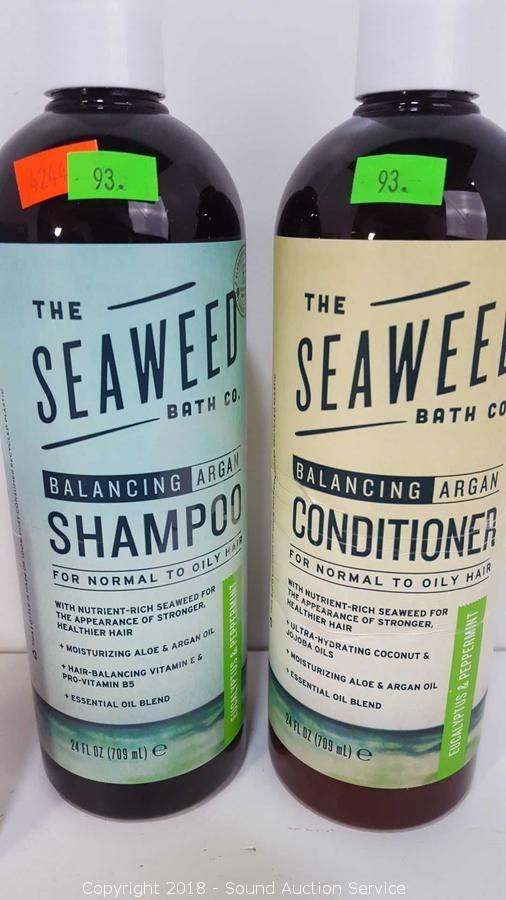 4244
93.
THE
SEAWEED
BATH CO.
BALANCING ARGAN
SHAMPOO
FOR NORMAL TO OILY HAIR
WITH NUTRIENT-RICH SEAWEED FOR
THE APPEARANCE OF STRONGER,
HEALTHIER HAIR
+ MOISTURIZING ALOE & ARGAN OIL
+ HAIR-BALANCING VITAMIN E &
PRO-VITAMIN B5
+ ESSENTIAL OIL BLEND
EUCALYPTUS & PEPPERMINT
24 FL OZ (709 mL) ℮
93.
THE
SEAWEED
BATH CO
BALANCING ARGAN
CONDITIONER
FOR NORMAL TO OILY HAIR
WITH NUTRIENT-RICH SEAWEED FOR
THE APPEARANCE OF STRONGER,
HEALTHIER HAIR
+ ULTRA-HYDRATING COCONUT &
JOJOBA OILS
+ MOISTURIZING ALOE & ARGAN OIL
+ ESSENTIAL OIL BLEND
EUCALYPTUS & PEPPERMINT
24 FL OZ (709 mL) ℮
Copyright 2018 - Sound Auction Service